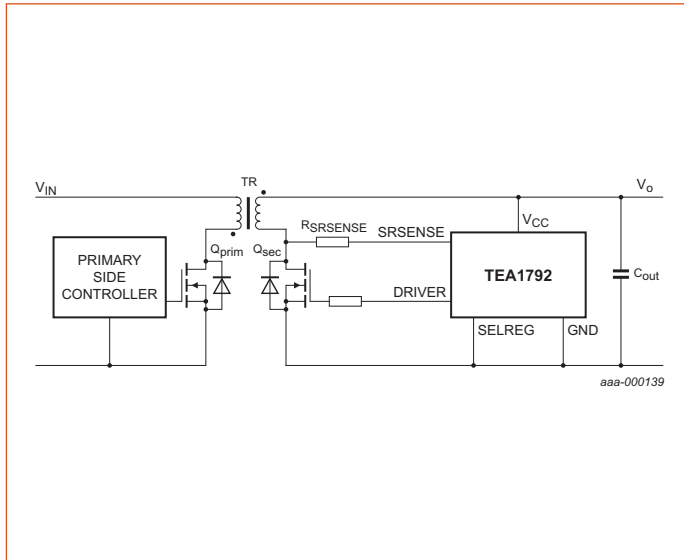 TR
V_IN
V_o
R_SRSENSE
SRSENSE
V_CC
Q_prim
Q_sec
PRIMARY
SIDE
CONTROLLER
TEA1792
C_out
DRIVER
SELREG
GND
aaa-000139